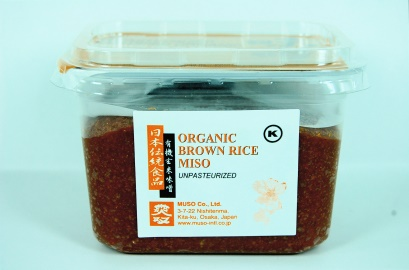 日本伝統食品
有機玄米味噌
ORGANIC
BROWN RICE
MISO
UNPASTEURIZED
K
MUSO Co., Ltd.
3-7-22 Nishitenma,
Kita-ku, Osaka, Japan
www.muso-intl.co.jp